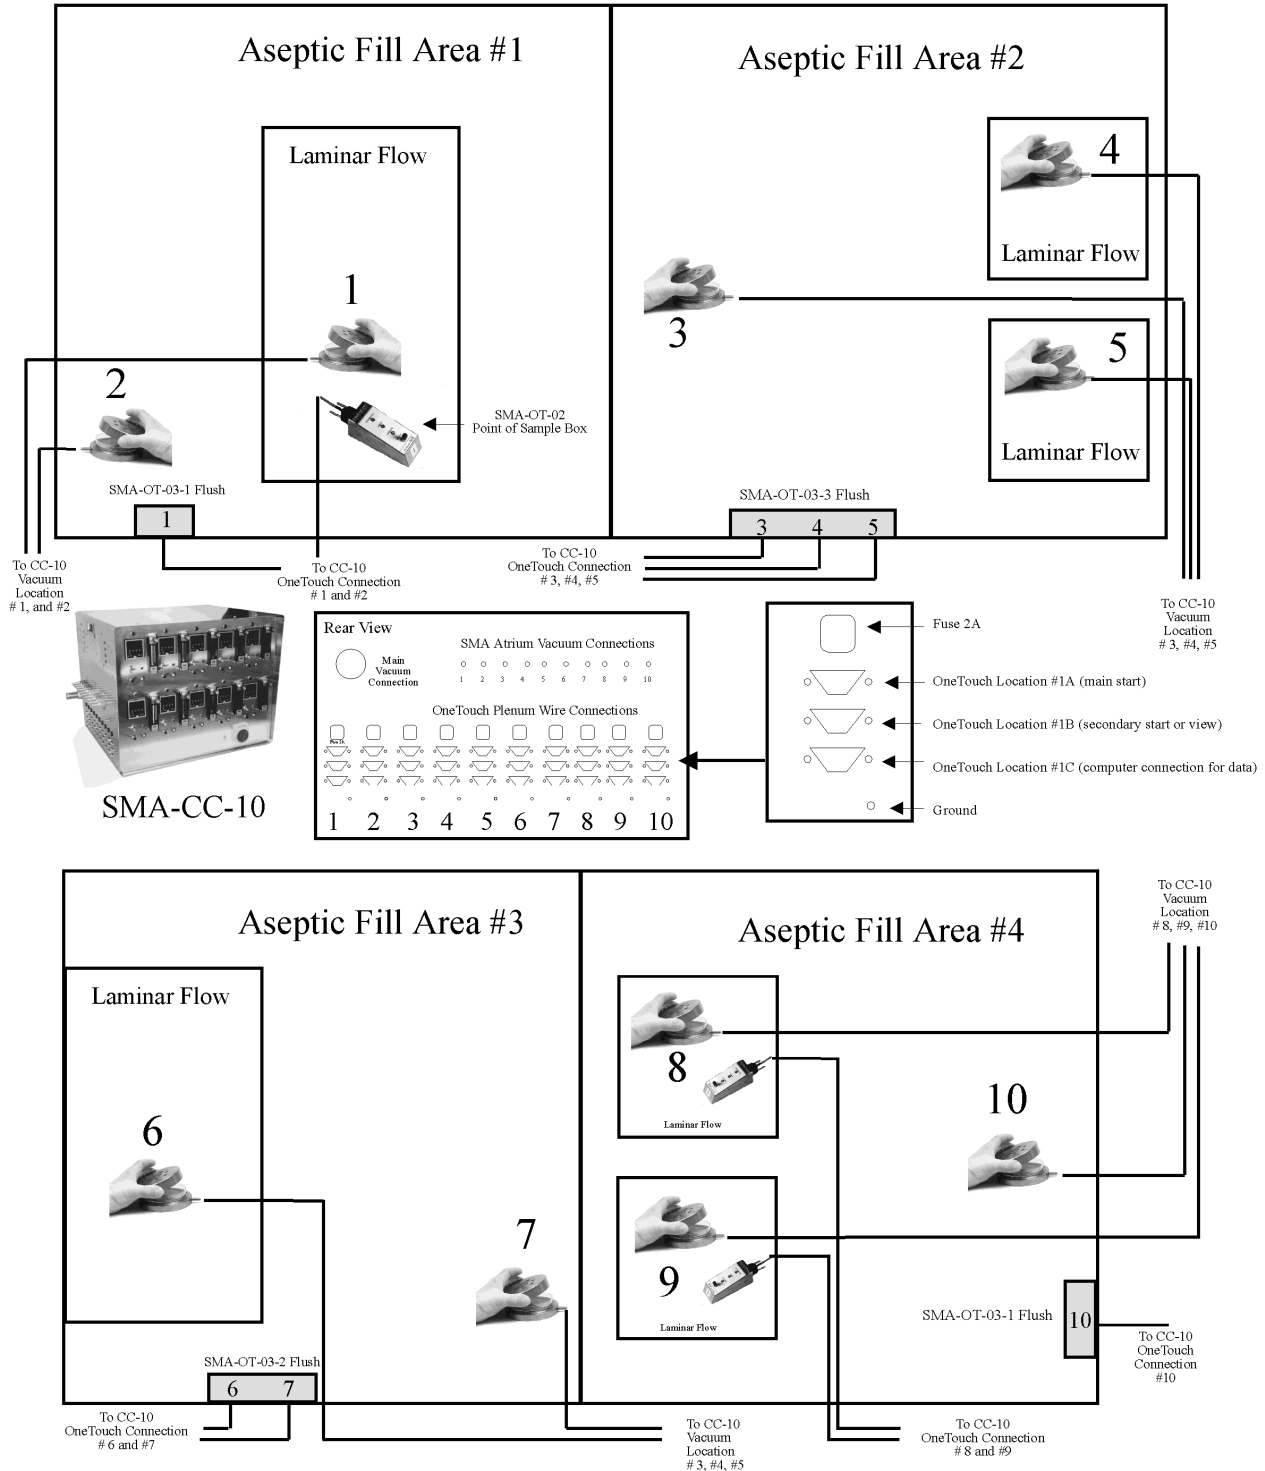 Aseptic Fill Area #1
Laminar Flow
1
2
SMA-OT-02
Point of Sample Box
SMA-OT-03-1 Flush
1
To CC-10
Vacuum
Location
# 1, and #2
To CC-10
OneTouch Connection
# 1 and #2
Aseptic Fill Area #2
4
Laminar Flow
3
5
Laminar Flow
SMA-OT-03-3 Flush
3 4 5
To CC-10
OneTouch Connection
# 3, #4, #5
To CC-10
Vacuum
Location
# 3, #4, #5
SMA-CC-10
Rear View
Main
Vacuum
Connection
SMA Atrium Vacuum Connections
1 2 3 4 5 6 7 8 9 10
OneTouch Plenum Wire Connections
1 2 3 4 5 6 7 8 9 10
Fuse 2A
OneTouch Location #1A (main start)
OneTouch Location #1B (secondary start or view)
OneTouch Location #1C (computer connection for data)
Ground
Aseptic Fill Area #3
Laminar Flow
6
7
SMA-OT-03-2 Flush
6 7
To CC-10
OneTouch Connection
# 6 and #7
To CC-10
Vacuum
Location
# 3, #4, #5
Aseptic Fill Area #4
8
Laminar Flow
9
Laminar Flow
10
SMA-OT-03-1 Flush
10
To CC-10
Vacuum
Location
# 8, #9, #10
To CC-10
OneTouch
Connection
#10
To CC-10
OneTouch Connection
# 8 and #9